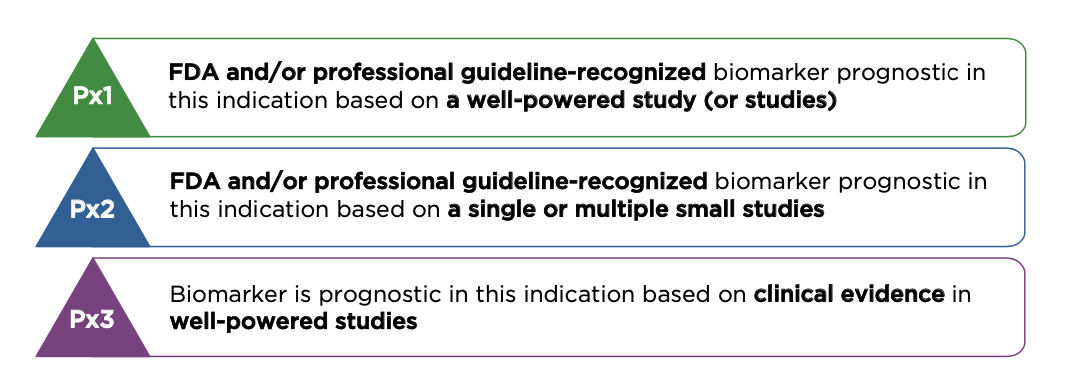 Px1
FDA and/or professional guideline-recognized biomarker prognostic in
this indication based on a well-powered study (or studies)
Px2
FDA and/or professional guideline-recognized biomarker prognostic in
this indication based on a single or multiple small studies
Px3
Biomarker is prognostic in this indication based on clinical evidence in
well-powered studies